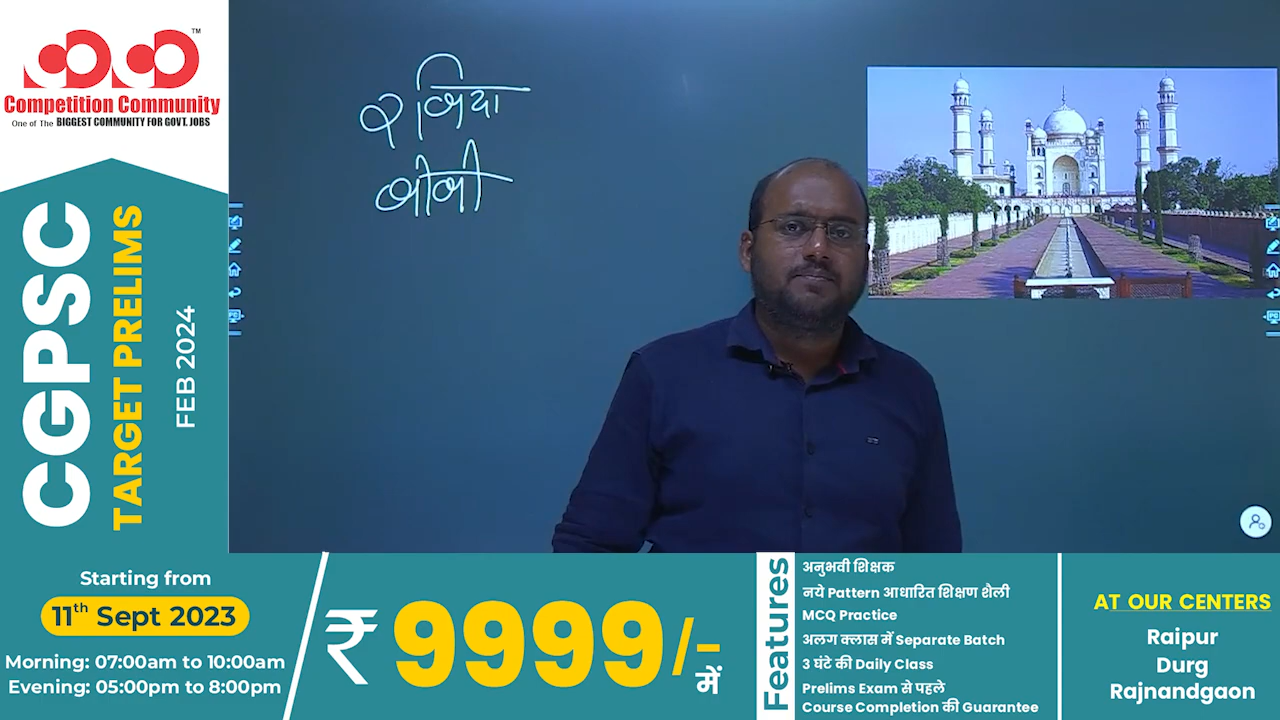 TM
Competition Community
One of The BIGGEST COMMUNITY FOR GOVT. JOBS
CGPSC
TARGET PRELIMS
FEB 2024
रबिया
बीबी
Starting from
11th Sept 2023
Morning: 07:00am to 10:00am
Evening: 05:00pm to 8:00pm
₹ 9999/- में
Features
अनुभवी शिक्षक
नये Pattern आधारित शिक्षण शैली
MCQ Practice
अलग क्लास में Separate Batch
3 घंटे की Daily Class
Prelims Exam से पहले
Course Completion की Guarantee
AT OUR CENTERS
Raipur
Durg
Rajnandgaon